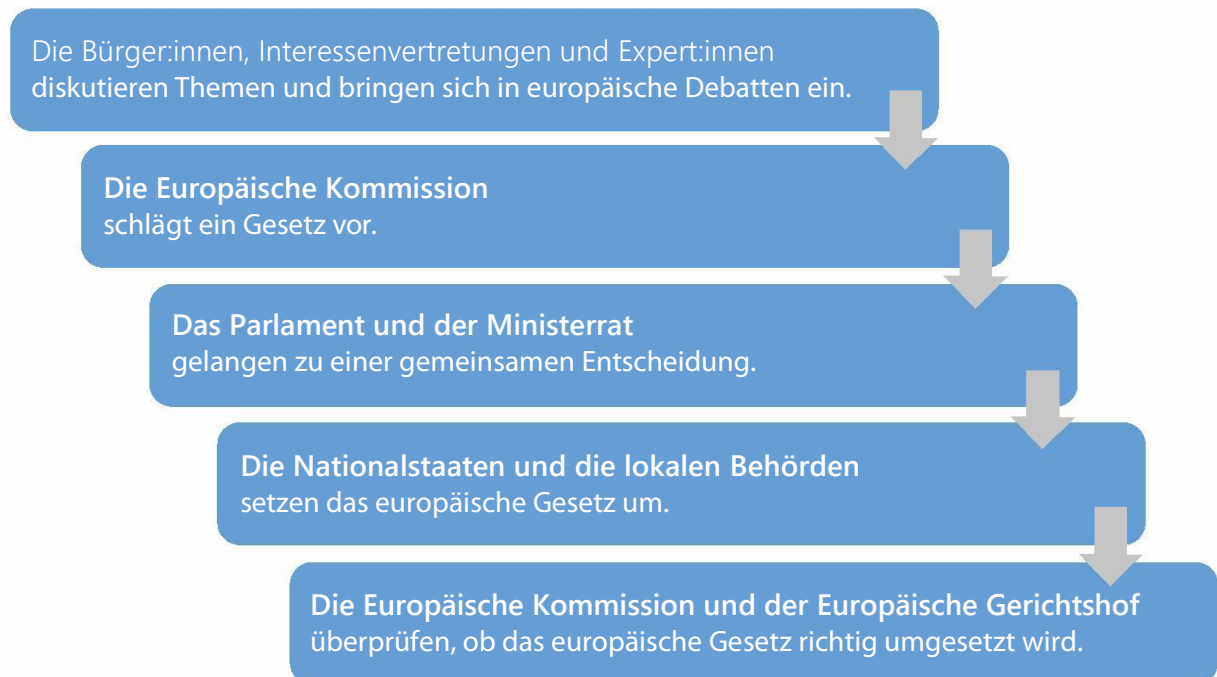 Die Bürger:innen, Interessenvertretungen und Expert:innen
diskutieren Themen und bringen sich in europäische Debatten ein.
Die Europäische Kommission
schlägt ein Gesetz vor.
Das Parlament und der Ministerrat
gelangen zu einer gemeinsamen Entscheidung.
Die Nationalstaaten und die lokalen Behörden
setzen das europäische Gesetz um.
Die Europäische Kommission und der Europäische Gerichtshof
überprüfen, ob das europäische Gesetz richtig umgesetzt wird.